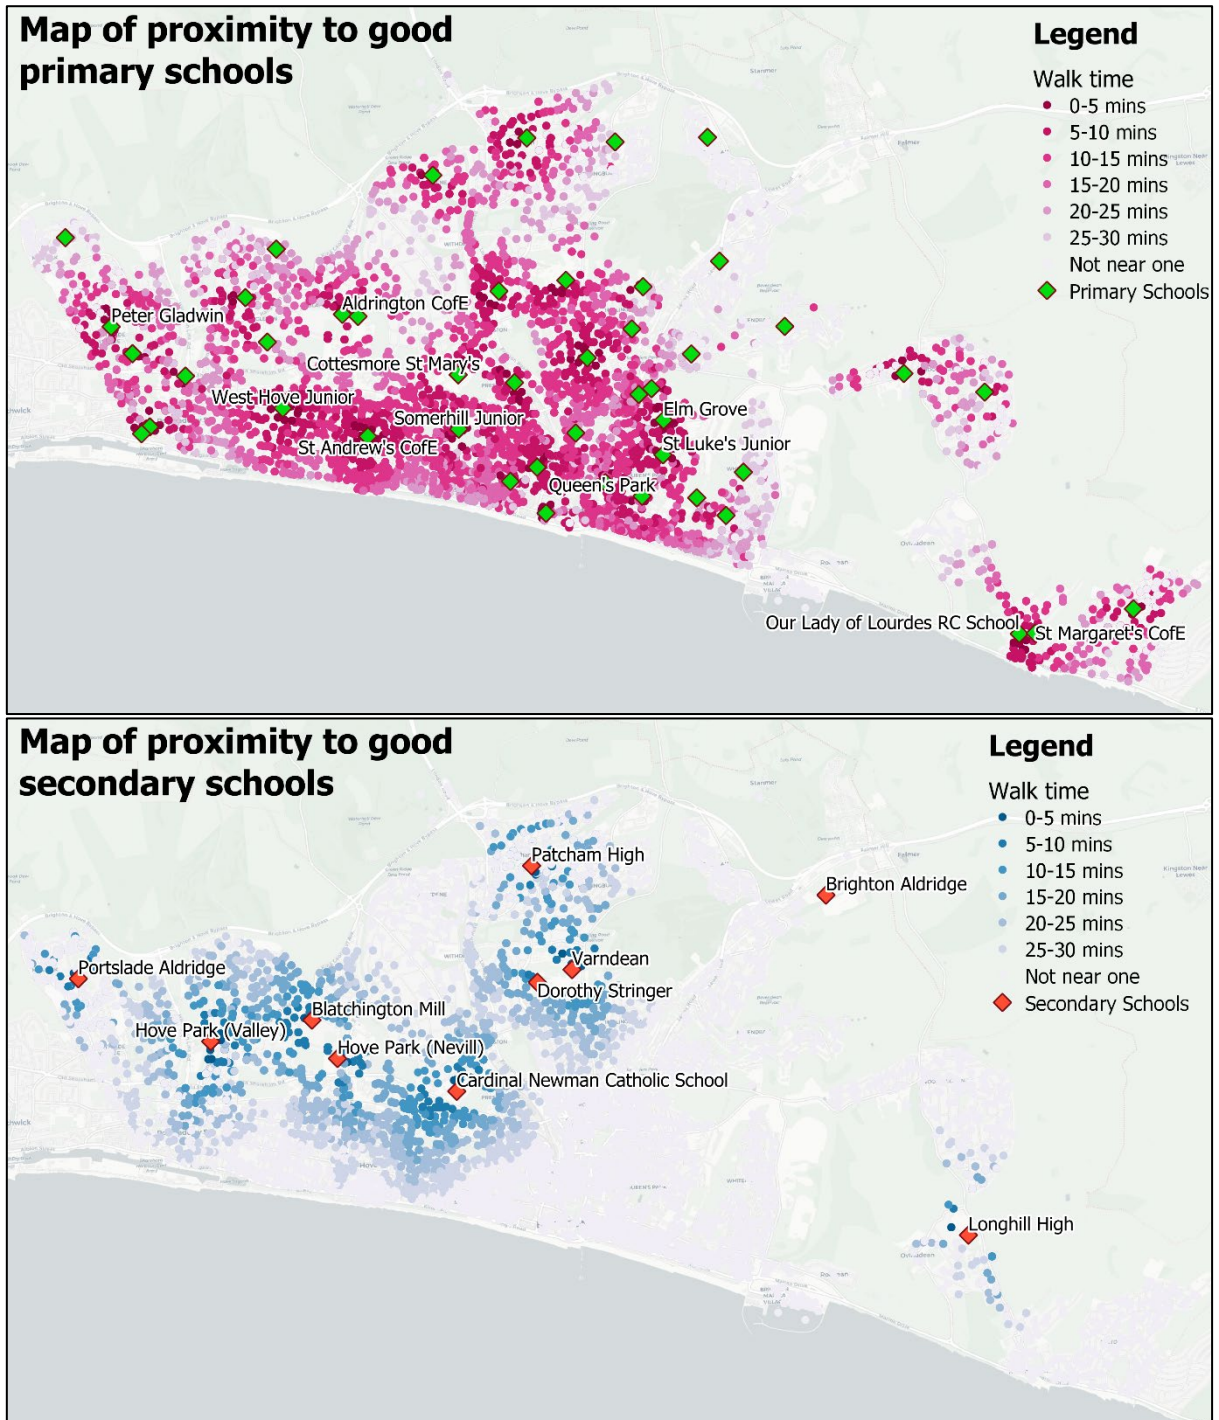 Map of proximity to good
primary schools
Legend
Walk time
0-5 mins
5-10 mins
10-15 mins
15-20 mins
20-25 mins
25-30 mins
Not near one
Primary Schools
Peter Gladwin
Aldrington CofE
Cottesmore St Mary's
West Hove Junior
Somerhill Junior
St Andrew's CofE
Elm Grove
St Luke's Junior
Queen's Park
Our Lady of Lourdes RC School
St Margaret's CofE
Map of proximity to good
secondary schools
Legend
Walk time
0-5 mins
5-10 mins
10-15 mins
15-20 mins
20-25 mins
25-30 mins
Not near one
Secondary Schools
Patcham High
Brighton Aldridge
Varndean
Dorothy Stringer
Portslade Aldridge
Blatchington Mill
Hove Park (Valley)
Hove Park (Nevill)
Cardinal Newman Catholic School
Longhill High